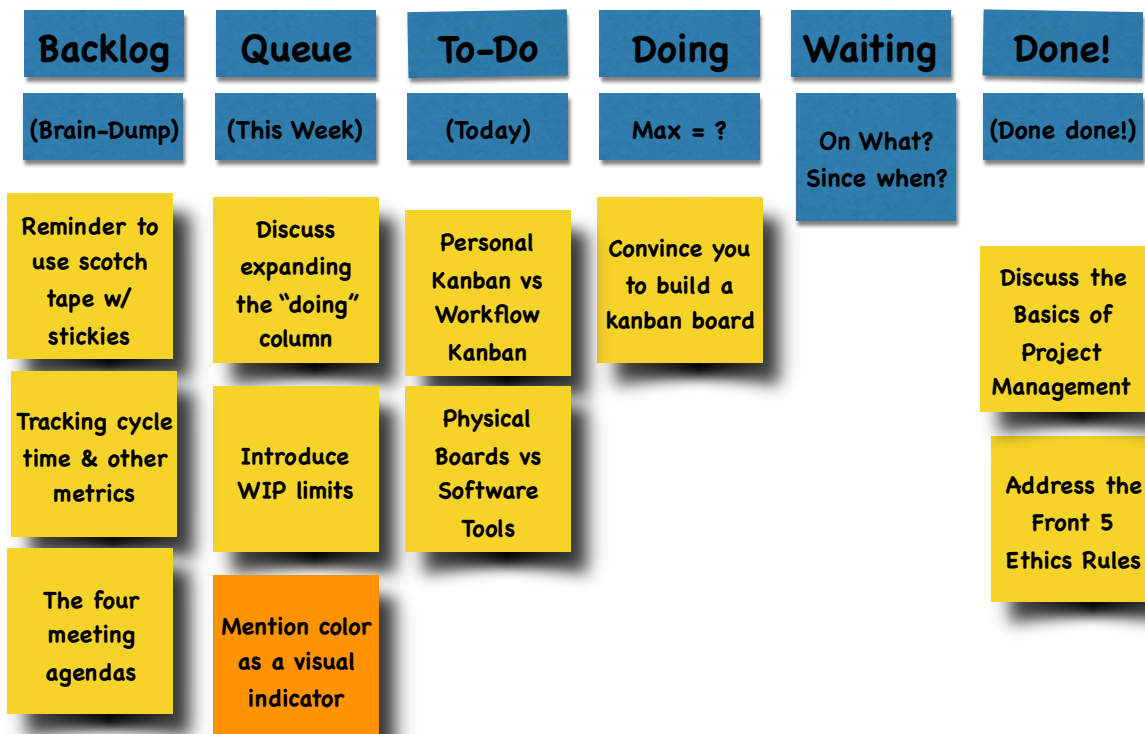 Backlog
(Brain-Dump)
Reminder to
use scotch
tape w/
stickies
Tracking cycle
time & other
metrics
The four
meeting
agendas
Queue
(This Week)
Discuss
expanding
the “doing”
column
Introduce
WIP limits
Mention color
as a visual
indicator
To-Do
(Today)
Personal
Kanban vs
Workflow
Kanban
Physical
Boards vs
Software
Tools
Doing
Max = ?
Convince you
to build a
kanban board
Waiting
On What?
Since when?
Done!
(Done done!)
Discuss the
Basics of
Project
Management
Address the
Front 5
Ethics Rules